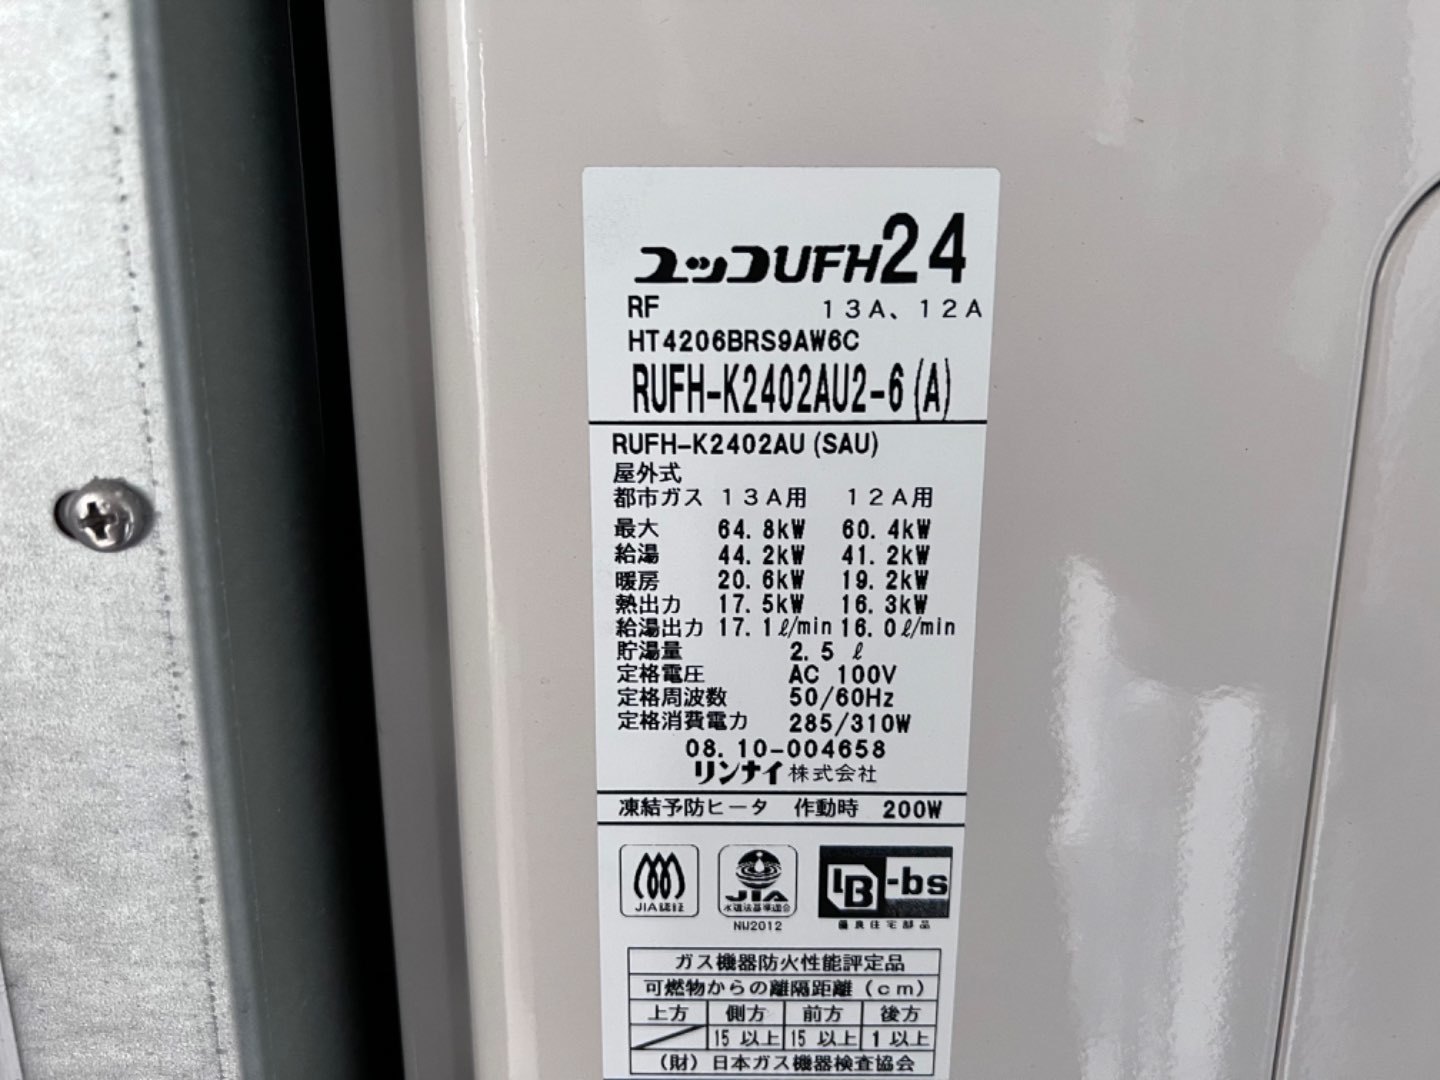 ユッコUFH24
RF 13A、12A
HT4206BRS9AW6C
RUFH-K2402AU2-6(A)
RUFH-K2402AU(SAU)
屋外式
都市ガス 13A用 12A用
最大 64.8kW 60.4kW
給湯 44.2kW 41.2kW
暖房 20.6kW 19.2kW
熱出力 17.5kW 16.3kW
給湯出力 17.1ℓ/min 16.0ℓ/min
貯湯量 2.5 ℓ
定格電圧 AC 100V
定格周波数 50/60Hz
定格消費電力 285/310W
08.10-004658
リンナイ株式会社
凍結予防ヒータ 作動時 200W
JIA認証
JIA
水道法基準適合
NW2012
BL-bs
優良住宅部品
ガス機器防火性能評定品
可燃物からの離隔距離(cm)
上方 側方 前方 後方
15 以上 15 以上 1 以上
(財)日本ガス機器検査協会